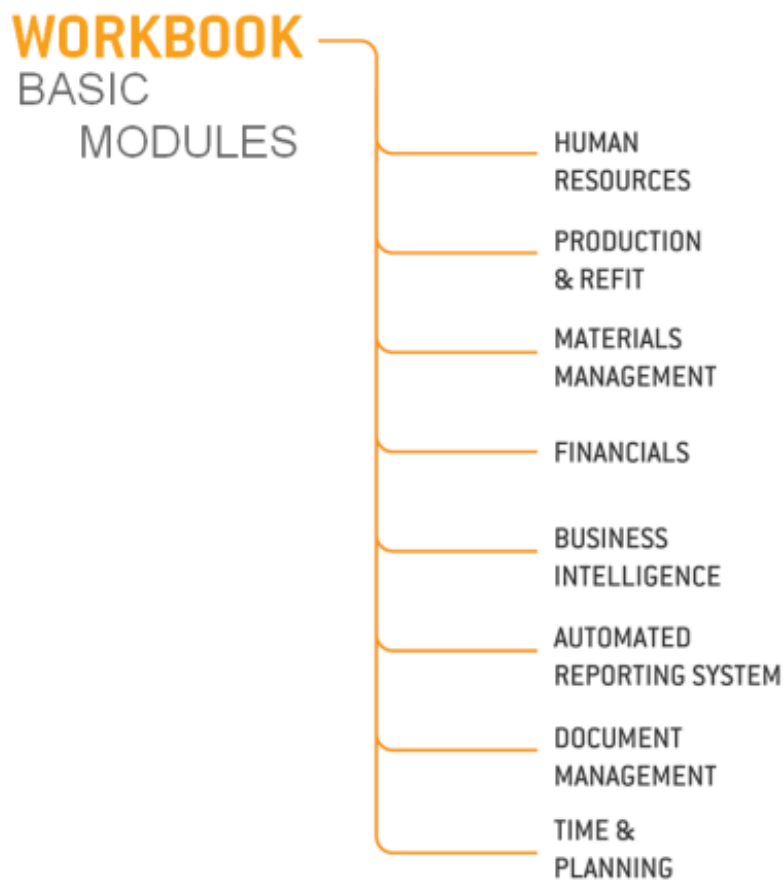 WORKBOOK
BASIC
MODULES
HUMAN
RESOURCES
PRODUCTION
& REFIT
MATERIALS
MANAGEMENT
FINANCIALS
BUSINESS
INTELLIGENCE
AUTOMATED
REPORTING SYSTEM
DOCUMENT
MANAGEMENT
TIME &
PLANNING